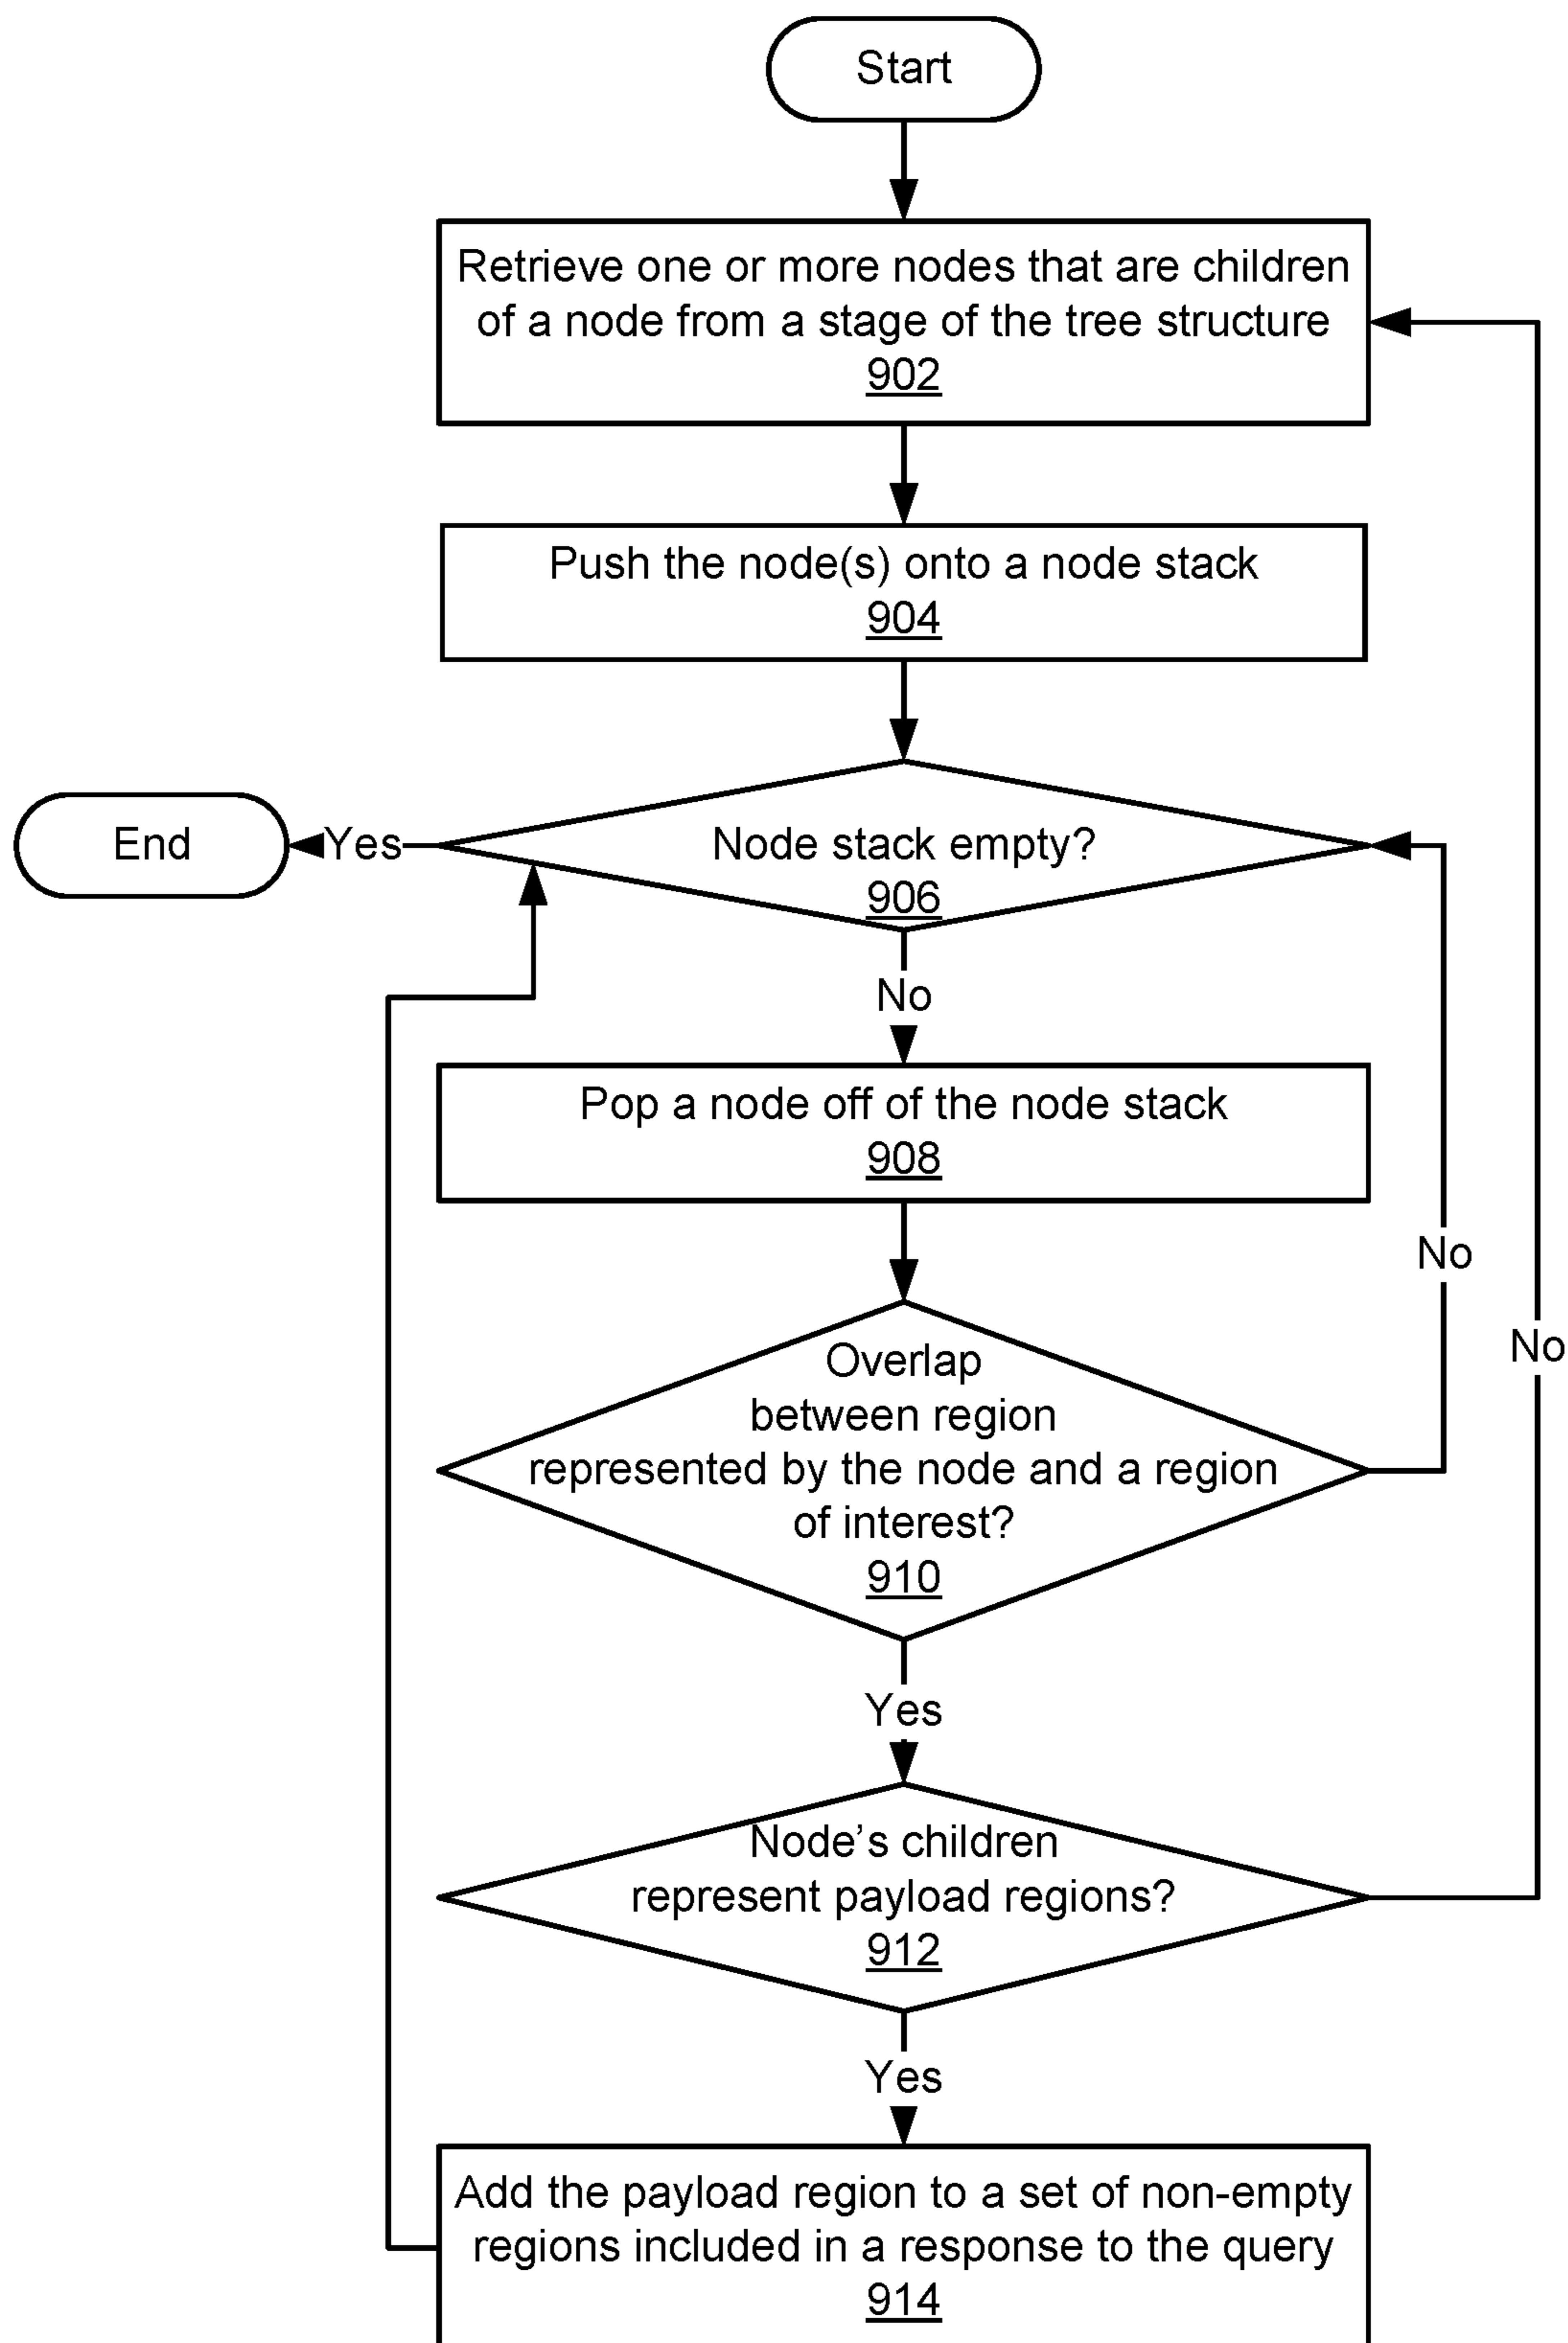 Start
Retrieve one or more nodes that are children
of a node from a stage of the tree structure
902
Push the node(s) onto a node stack
904
End
Yes
Node stack empty?
906
No
Pop a node off of the node stack
908
No
No
Overlap
between region
represented by the node and a region
of interest?
910
Yes
Node’s children
represent payload regions?
912
Yes
Add the payload region to a set of non-empty
regions included in a response to the query
914